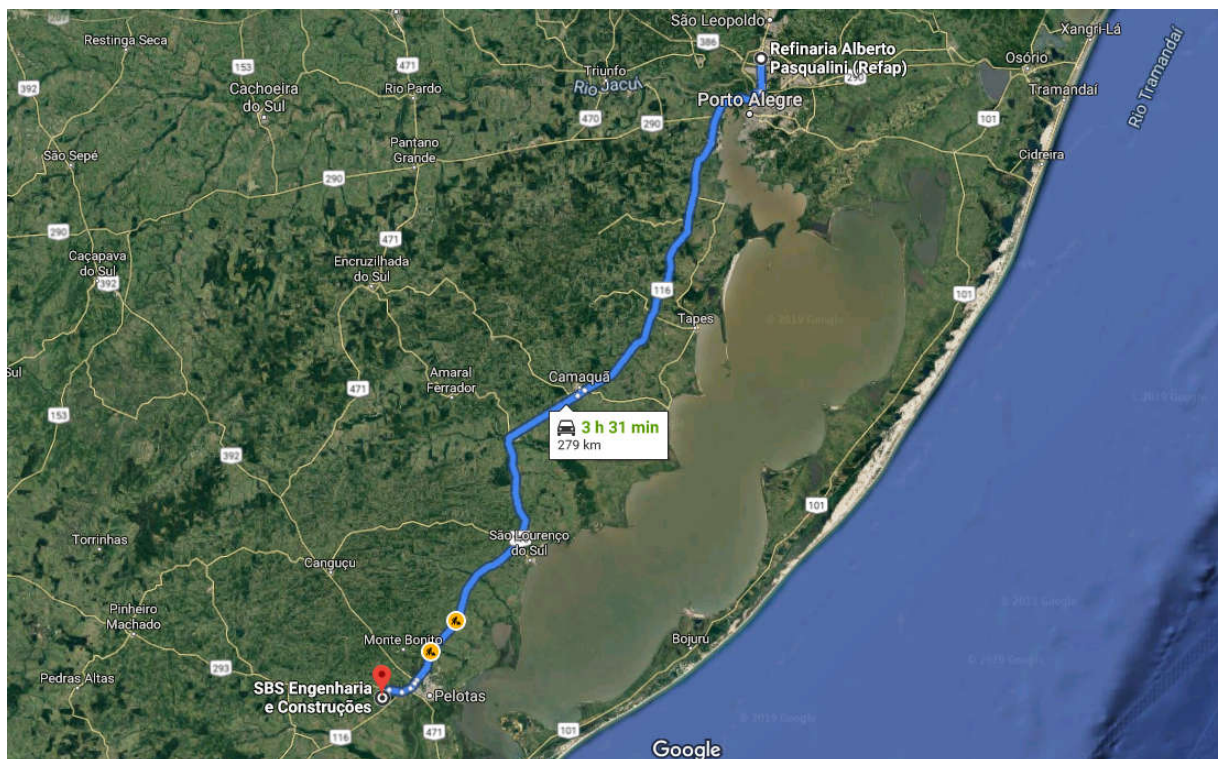 São Leopoldo
Xangri-Lá
Restinga Seca
386
Refinaria Alberto
Pasqualini (Refap)
Osório
153
471
Triunfo
290
392
Cachoeira
do Sul
Rio Pardo
Rio Jacuí
Tramandaí
Rio Tramandaí
Porto Alegre
470
290
101
Pantano
Grande
São Sepé
Cidreira
290
290
471
Caçapava
do Sul
392
Encruzilhada
do Sul
116
101
Tapes
© 2019 Google
Sul
Amaral
Ferrador
Camaquã
471
153
3 h 31 min
279 km
392
101
São Lourenço
do Sul
Torrinhas
Canguçu
Pinheiro
Machado
Monte Bonito
Bojuru
293
Pedras Altas
SBS Engenharia
e Construções
Pelotas
116
471
101
Google